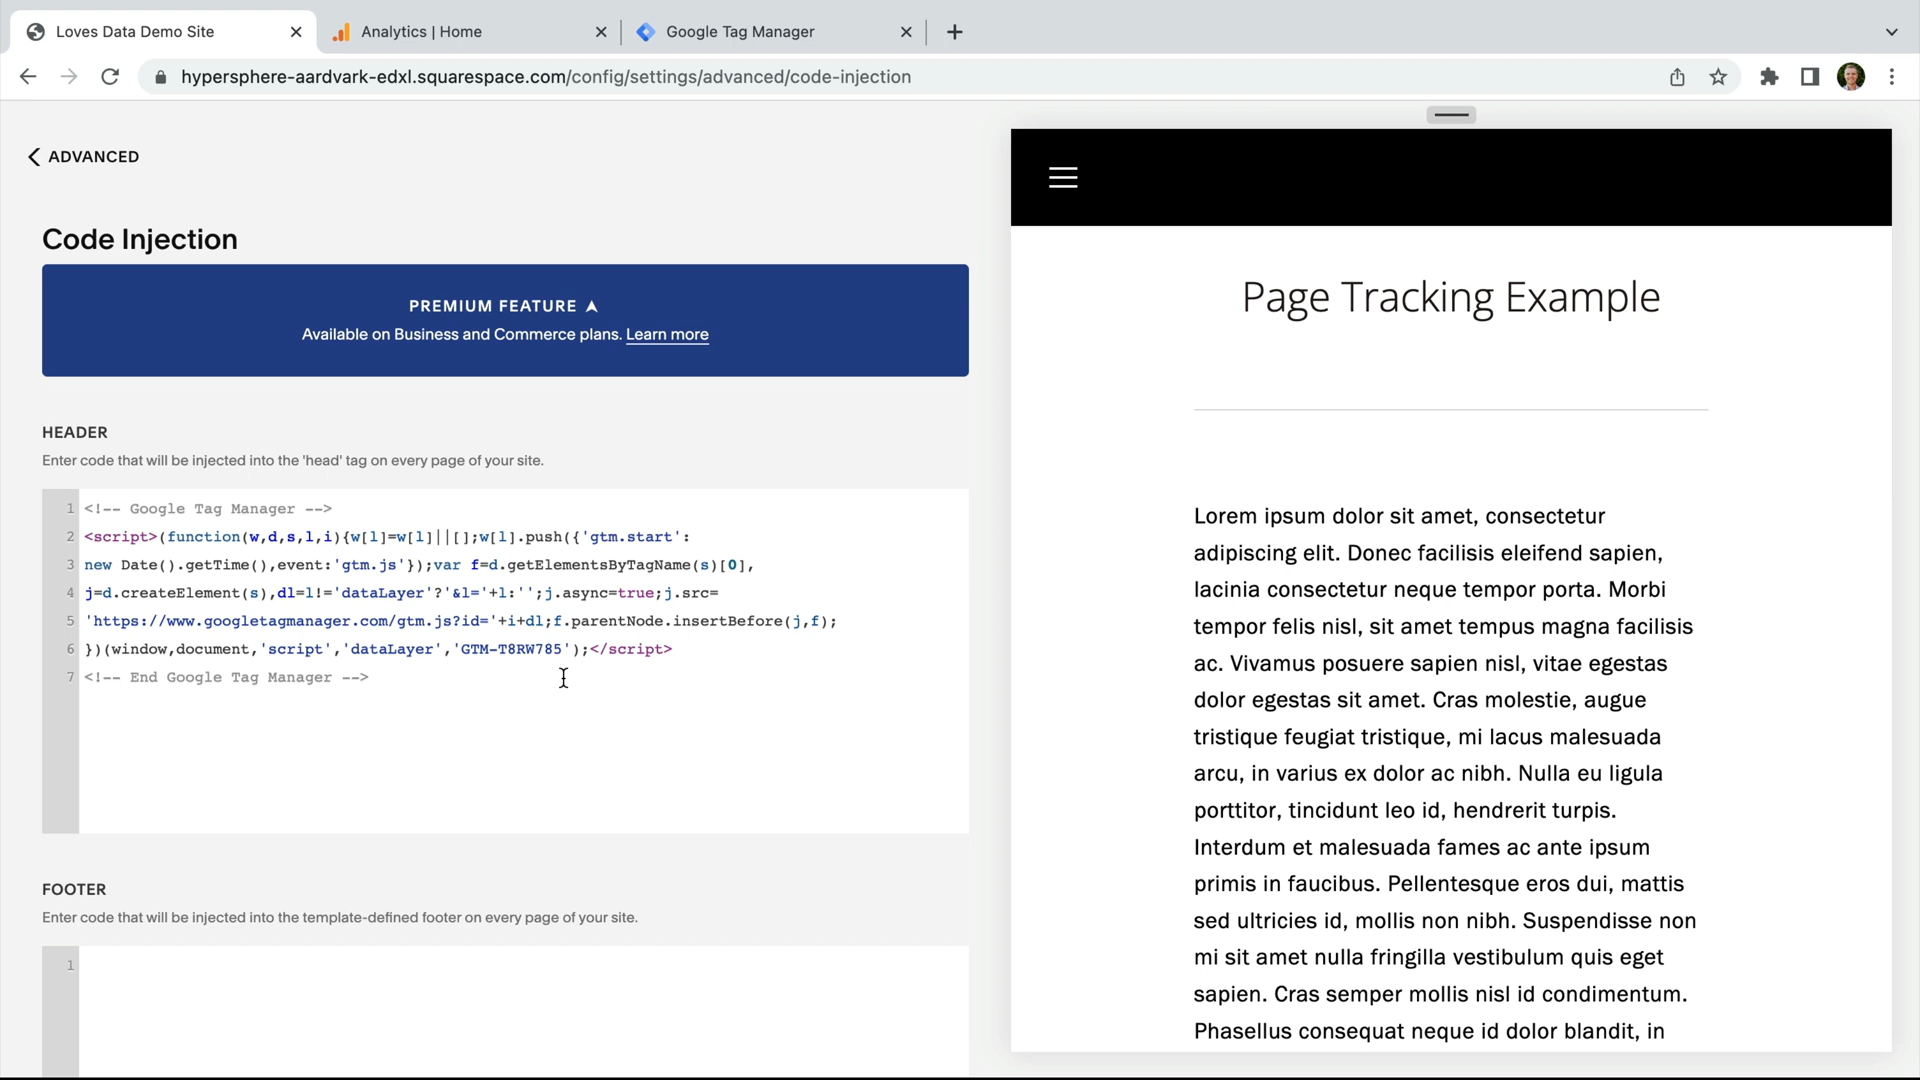 Loves Data Demo Site
Analytics | Home
Google Tag Manager
hypersphere-aardvark-edxl.squarespace.com/config/settings/advanced/code-injection
ADVANCED
Code Injection
PREMIUM FEATURE
Available on Business and Commerce plans. Learn more
HEADER
Enter code that will be injected into the 'head' tag on every page of your site.
1 <!-- Google Tag Manager -->
2 <script>(function(w,d,s,l,i){w[l]=w[l]||[];w[l].push({'gtm.start':
3 new Date().getTime(),event:'gtm.js'});var f=d.getElementsByTagName(s)[0],
4 j=d.createElement(s),dl=l!='dataLayer'?'&l='+l:'';j.async=true;j.src=
5 'https://www.googletagmanager.com/gtm.js?id='+i+dl;f.parentNode.insertBefore(j,f);
6 })(window,document,'script','dataLayer','GTM-T8RW785');</script>
7 <!-- End Google Tag Manager -->
FOOTER
Enter code that will be injected into the template-defined footer on every page of your site.
1
Page Tracking Example
Lorem ipsum dolor sit amet, consectetur
adipiscing elit. Donec facilisis eleifend sapien,
lacinia consectetur neque tempor porta. Morbi
tempor felis nisl, sit amet tempus magna facilisis
ac. Vivamus posuere sapien nisl, vitae egestas
dolor egestas sit amet. Cras molestie, augue
tristique feugiat tristique, mi lacus malesuada
arcu, in varius ex dolor ac nibh. Nulla eu ligula
porttitor, tincidunt leo id, hendrerit turpis.
Interdum et malesuada fames ac ante ipsum
primis in faucibus. Pellentesque eros dui, mattis
sed ultricies id, mollis non nibh. Suspendisse non
mi sit amet nulla fringilla vestibulum quis eget
sapien. Cras semper mollis nisl id condimentum.
Phasellus consequat neque id dolor blandit, in